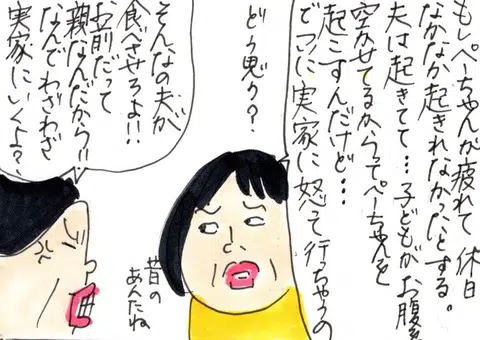 もしペーちゃんが疲れて 休日
なかなか起きれなかったとする。
夫は起きてて…子どもがお腹を
空かせてるからってペーちゃんを
起こすんだけど…
でつに実家に怒って行ちゃうの
どう思う?
そんなの夫が
食べさせろよ!!
お前だって
親なんだから!!
なんでわざわざ
実家にいくよ?
昔の
あんたね